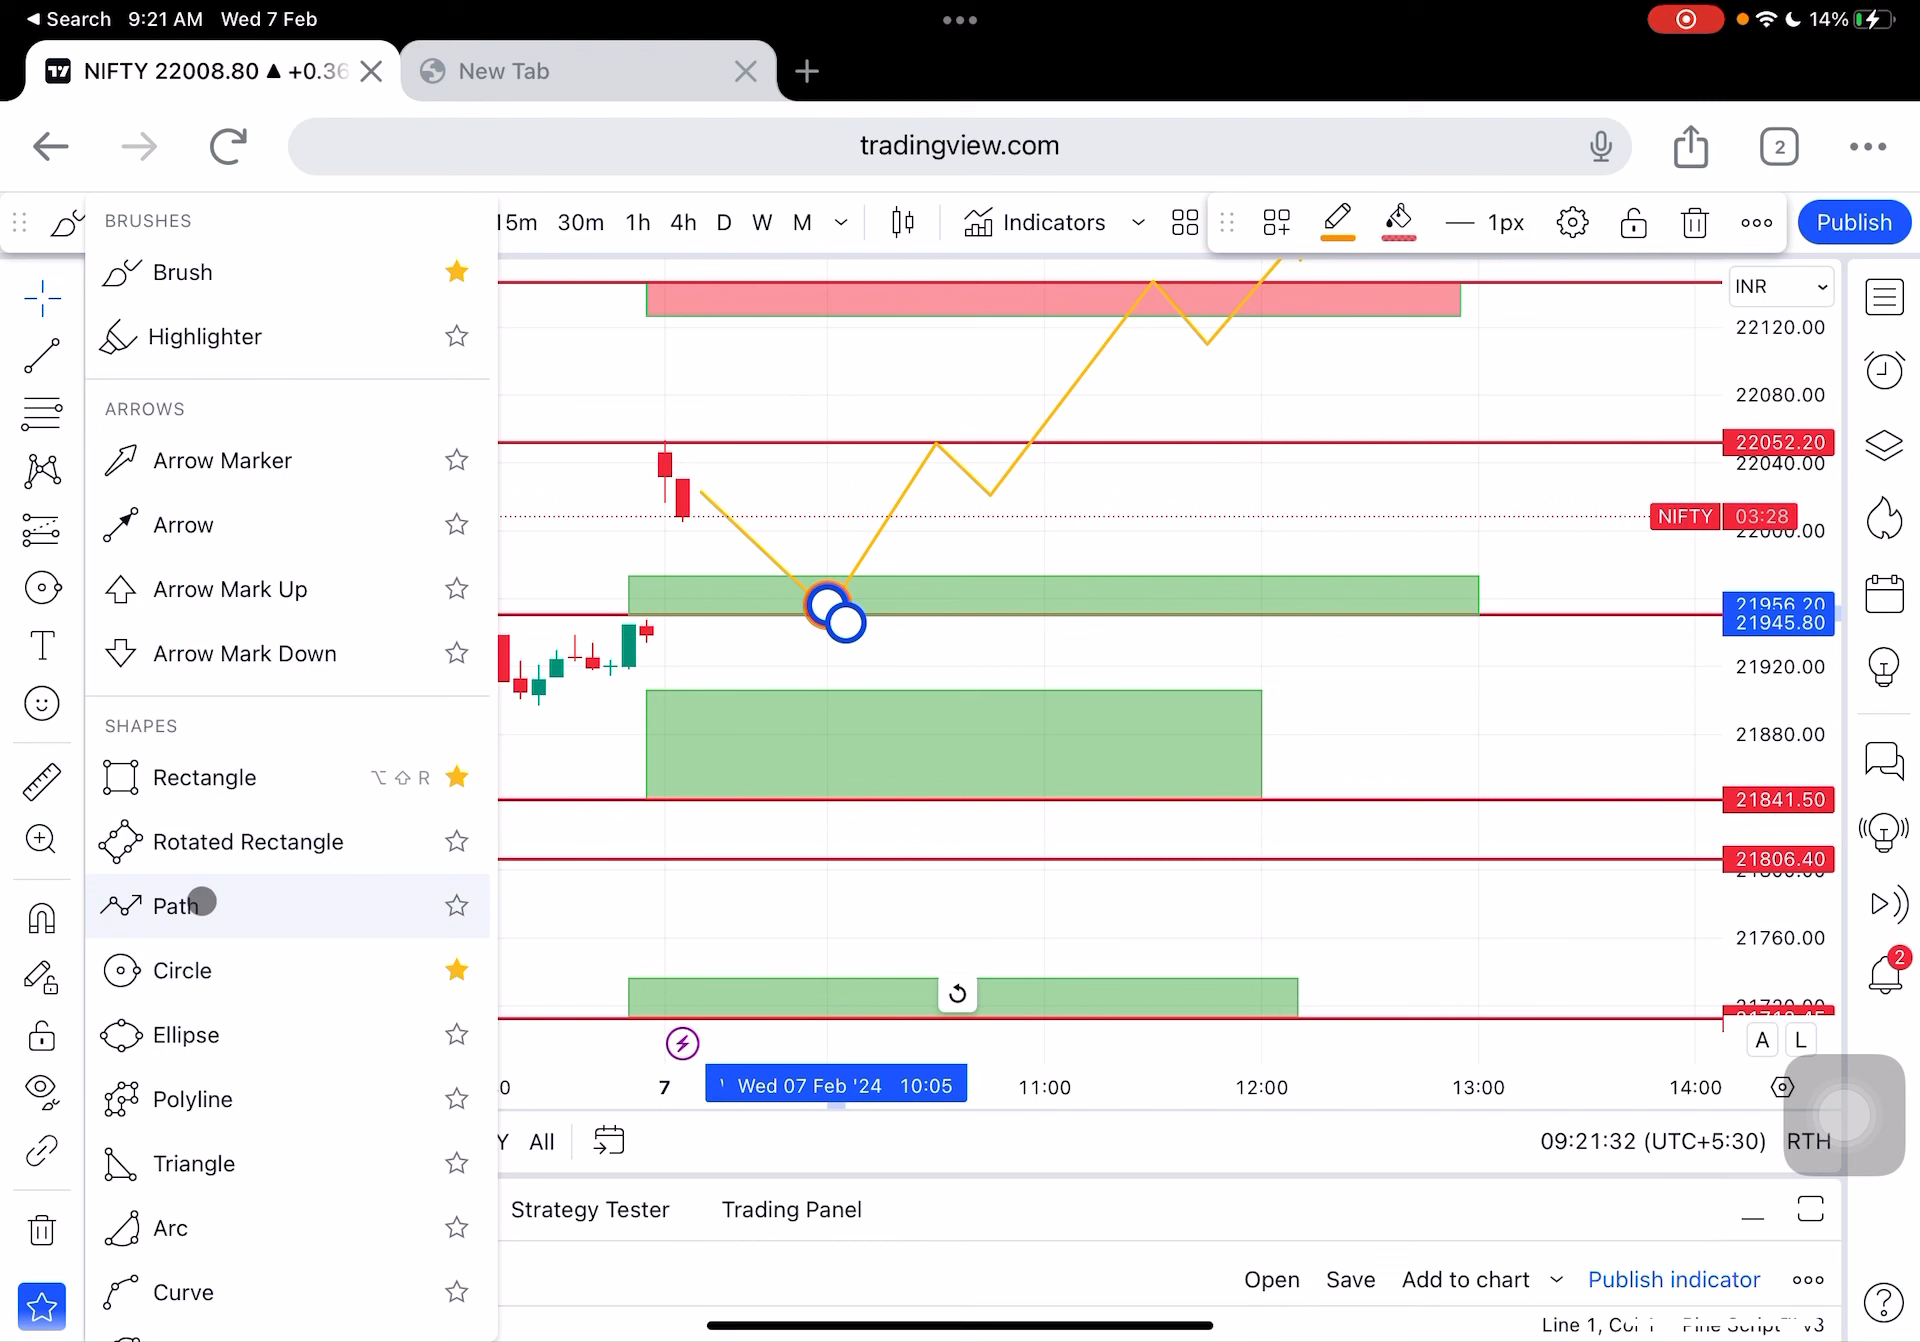 Search 9:21 AM Wed 7 Feb
14%
NIFTY 22008.80 ▲ +0.36
New Tab
tradingview.com
2
BRUSHES
Brush
Highlighter
ARROWS
Arrow Marker
Arrow
Arrow Mark Up
Arrow Mark Down
SHAPES
Rectangle
⌥ ⇧ R
Rotated Rectangle
Path
Circle
Ellipse
Polyline
Triangle
Arc
Curve
15m 30m 1h 4h D W M
Indicators
1px
Publish
INR
22120.00
22080.00
22052.20
22040.00
NIFTY 03:28
22000.00
21956.20
21945.80
21920.00
21880.00
21841.50
21806.40
21760.00
2
A L
7 Wed 07 Feb '24 10:05 11:00 12:00 13:00 14:00
Y All
09:21:32 (UTC+5:30) RTH
Strategy Tester Trading Panel
Open Save Add to chart Publish indicator
Line 1,